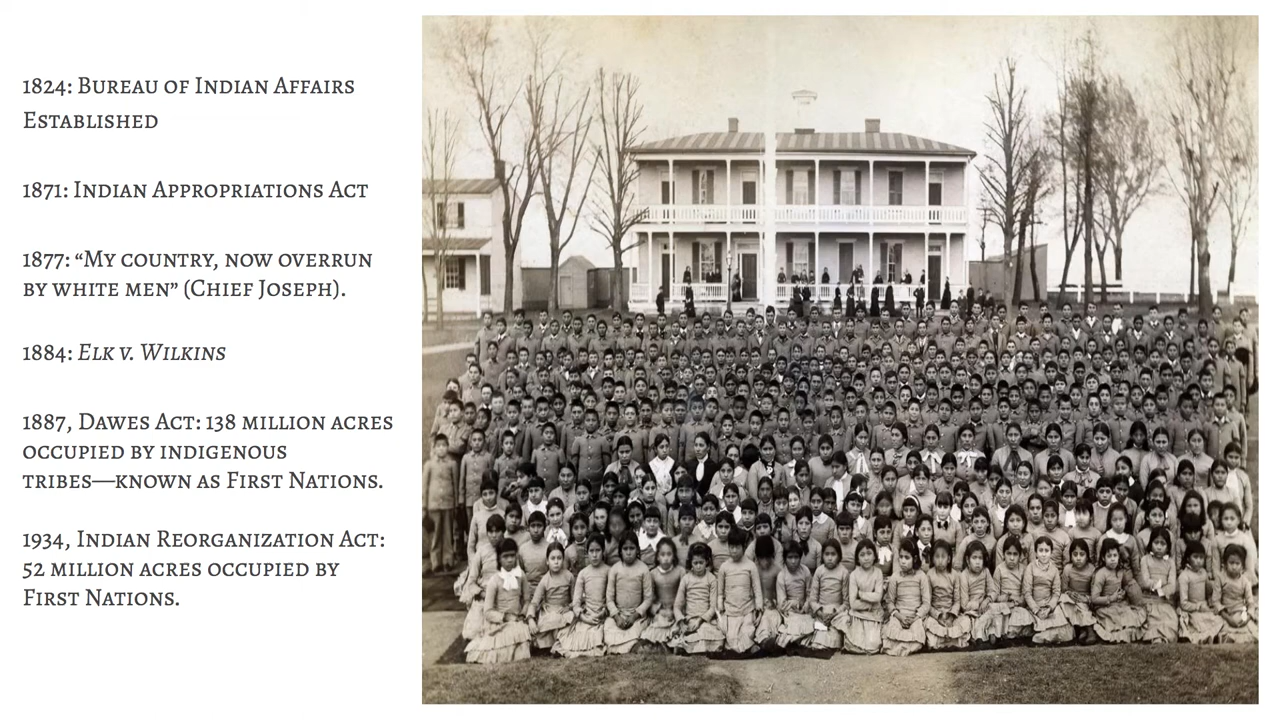 1824: Bureau of Indian Affairs
Established
1871: Indian Appropriations Act
1877: “My country, now overrun
by white men” (Chief Joseph).
1884: Elk v. Wilkins
1887, Dawes Act: 138 million acres
occupied by indigenous
tribes—known as First Nations.
1934, Indian Reorganization Act:
52 million acres occupied by
First Nations.